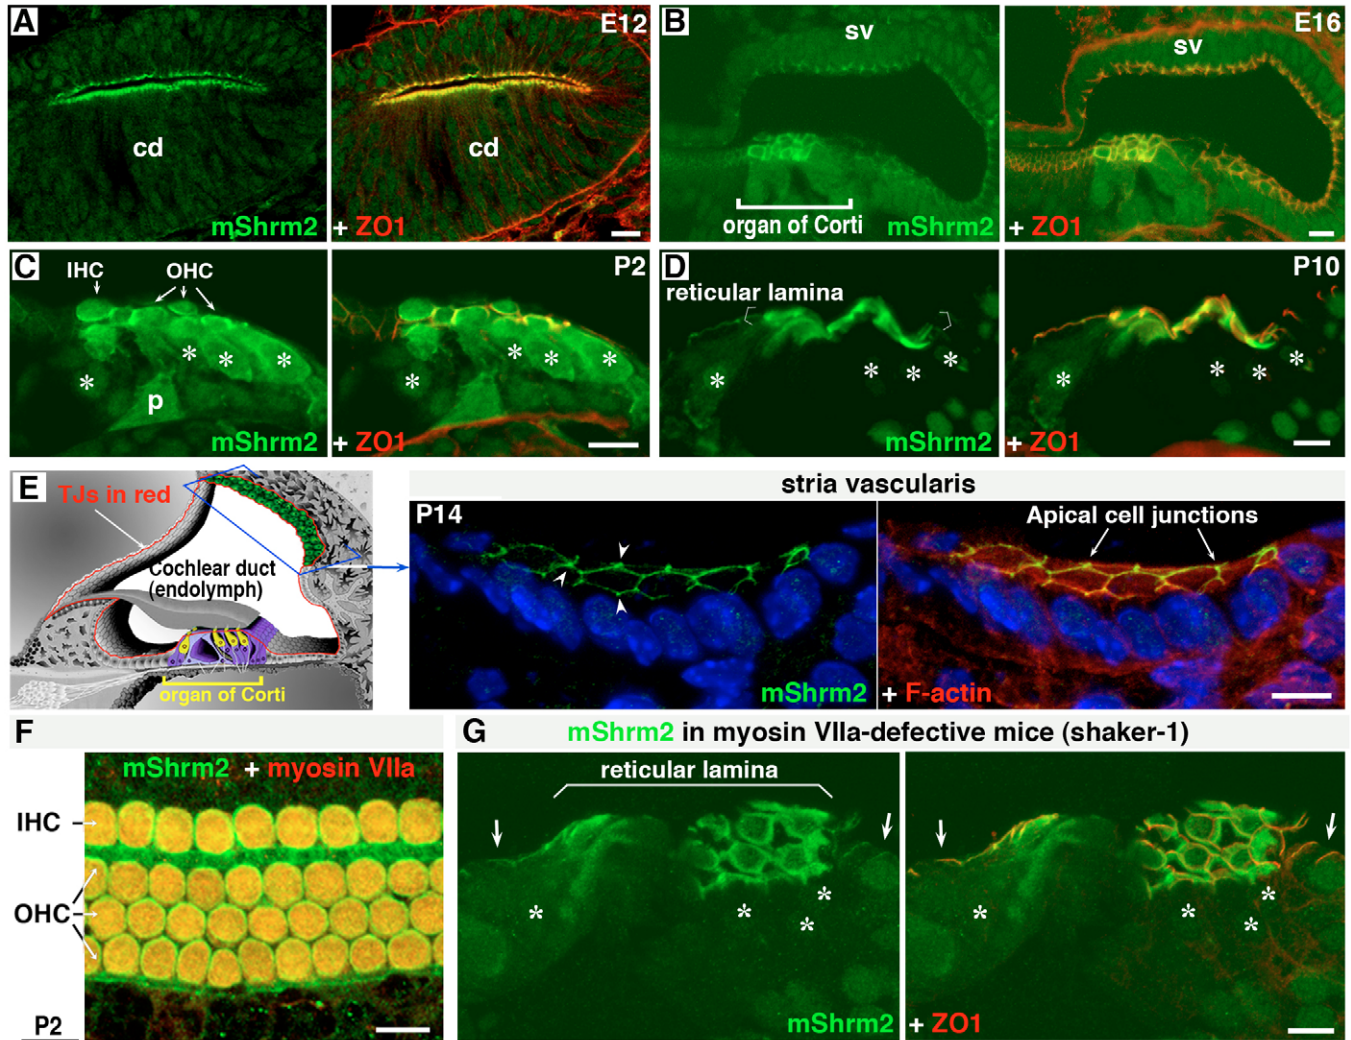 A
E12
cd
cd
mShrm2
+ ZO1
B
sv
E16
sv
organ of Corti
mShrm2
+ ZO1
C
IHC
OHC
P2
* * * *
p
* * * *
mShrm2
+ ZO1
D
P10
reticular lamina
* * * *
* * * *
mShrm2
+ ZO1
E
TJs in red
Cochlear duct
(endolymph)
organ of Corti
stria vascularis
P14
Apical cell junctions
mShrm2
+ F-actin
F
mShrm2 + myosin VIIa
IHC
OHC
P2
G
mShrm2 in myosin VIIa-defective mice (shaker-1)
reticular lamina
* * * *
* * * *
mShrm2
+ ZO1